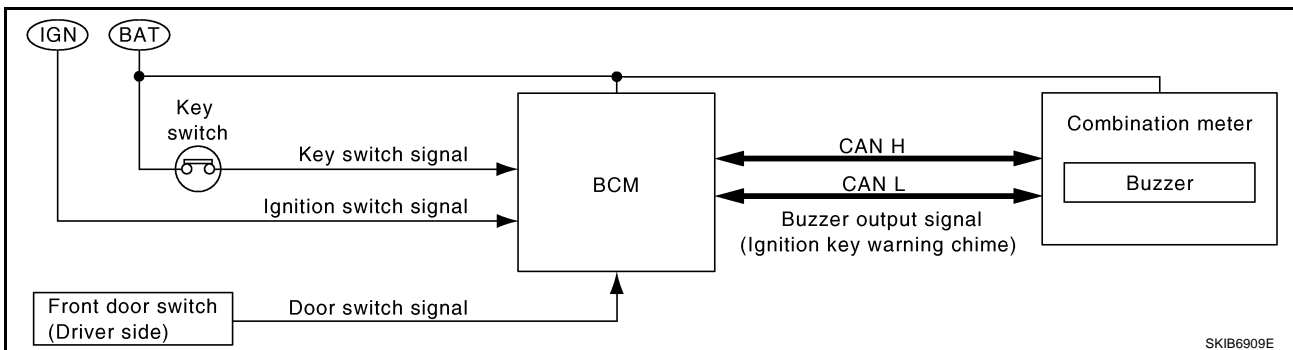 IGN
BAT
Key
switch
Key switch signal
Ignition switch signal
Front door switch
(Driver side)
Door switch signal
BCM
CAN H
CAN L
Buzzer output signal
(Ignition key warning chime)
Combination meter
Buzzer
SKIB6909E